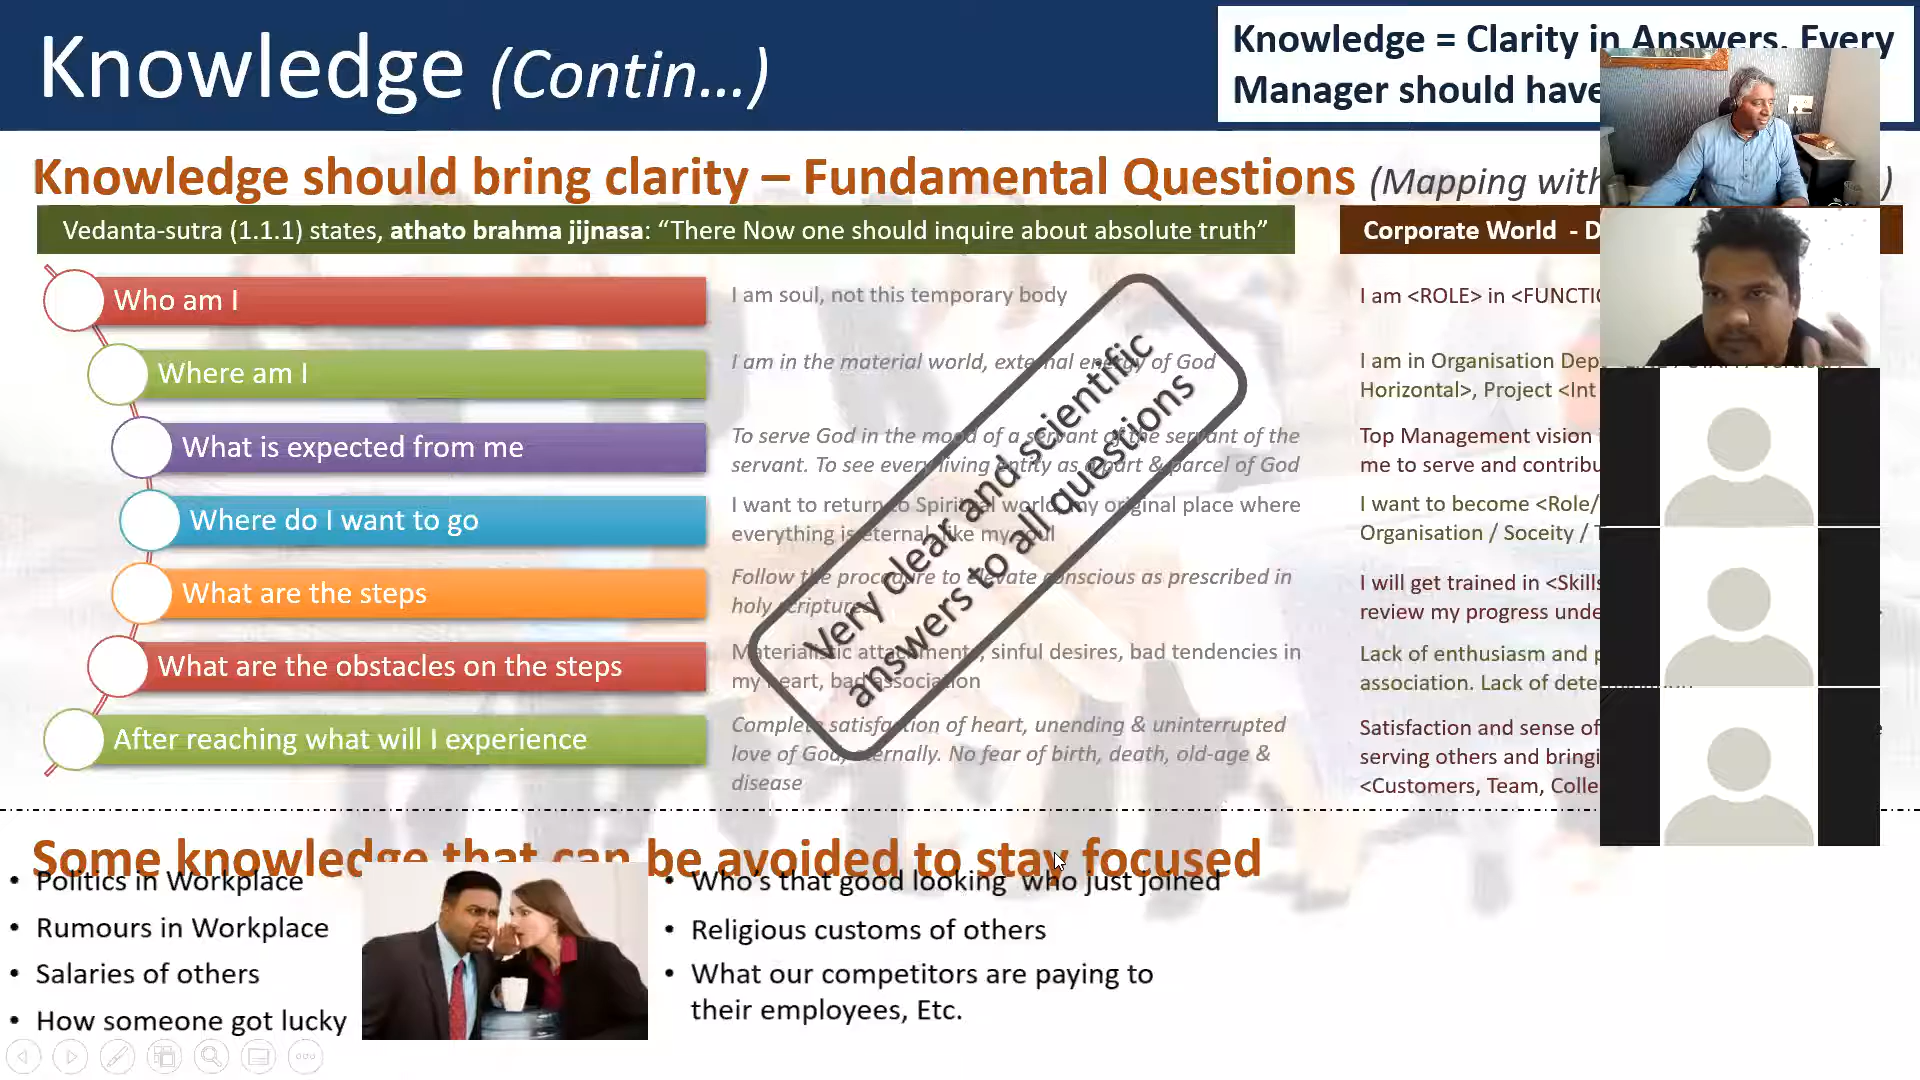 Knowledge (Contin...)
Knowledge = Clarity in Answers. Every
Manager should have
Knowledge should bring clarity – Fundamental Questions (Mapping with
)
Vedanta-sutra (1.1.1) states, athato brahma jijnasa: “There Now one should inquire about absolute truth”
Corporate World - D
Who am I
I am soul, not this temporary body
I am <ROLE> in <FUNCTIO
Where am I
I am in the material world, external energy of God
I am in Organisation Dep
Horizontal>, Project <Int
What is expected from me
To serve God in the mood of a servant of the servant of the
servant. To see every living entity as a part & parcel of God
Top Management vision
me to serve and contribu
Where do I want to go
I want to return to Spiritual world, my original place where
everything is eternal like my soul
I want to become <Role/
Organisation / Soceity / T
What are the steps
Follow the procedure to elevate conscious as prescribed in
holy scriptures
I will get trained in <Skills
review my progress unde
What are the obstacles on the steps
Materialistic attachments, sinful desires, bad tendencies in
my heart, bad association
Lack of enthusiasm and p
association. Lack of dete
After reaching what will I experience
Complete satisfaction of heart, unending & uninterrupted
love of God, eternally. No fear of birth, death, old-age &
disease
Satisfaction and sense of
serving others and bringi
<Customers, Team, Colle
Very clear and scientific
answers to all questions
Some knowledge that can be avoided to stay focused
• Politics in Workplace
• Rumours in Workplace
• Salaries of others
• How someone got lucky
• Who's that good looking who just joined
• Religious customs of others
• What our competitors are paying to
their employees, Etc.